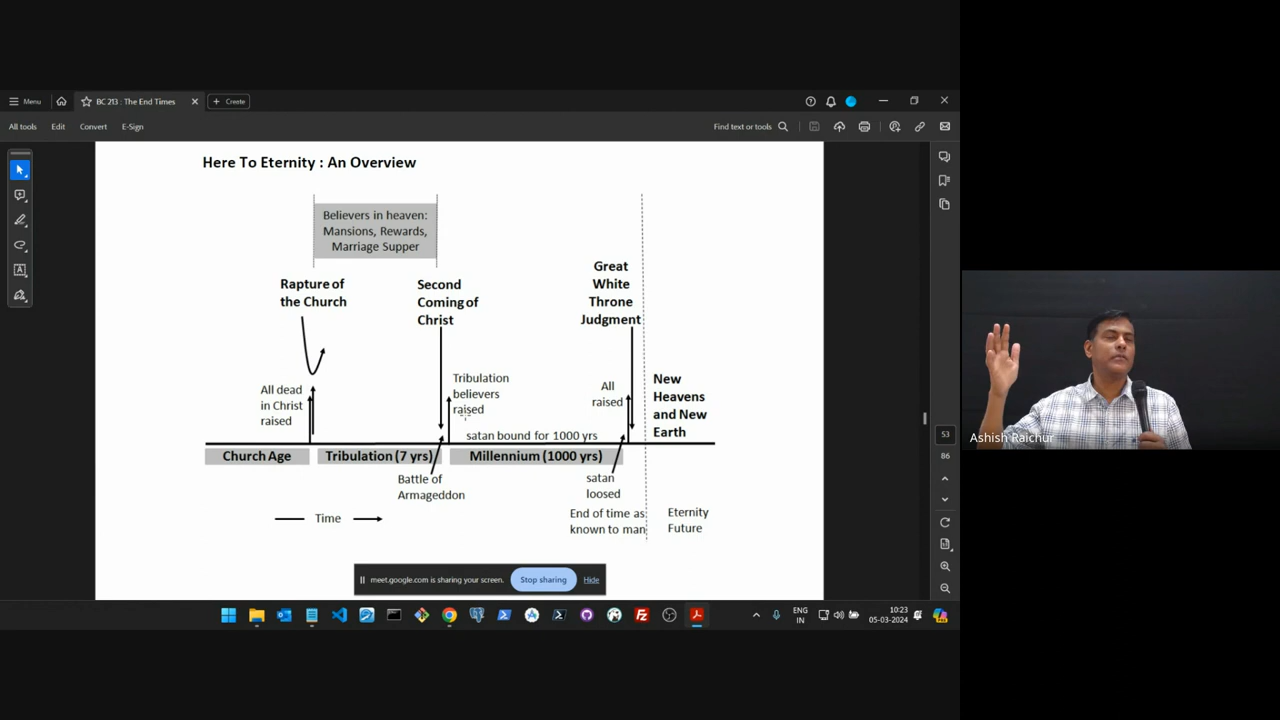 Menu
BC 213 : The End Times
Create
All tools
Edit
Convert
E-Sign
Find text or tools
Here To Eternity : An Overview
Believers in heaven:
Mansions, Rewards,
Marriage Supper
Rapture of
the Church
Second
Coming of
Christ
Great
White
Throne
Judgment
All dead
in Christ
raised
Tribulation
believers
raised
All
raised
New
Heavens
and New
Earth
satan bound for 1000 yrs
Church Age
Tribulation (7 yrs)
Millennium (1000 yrs)
Battle of
Armageddon
satan
loosed
Time
End of time as
known to man
Eternity
Future
53
86
meet.google.com is sharing your screen.
Stop sharing
Hide
ENG
IN
10:23
05-03-2024
Ashish Raichur